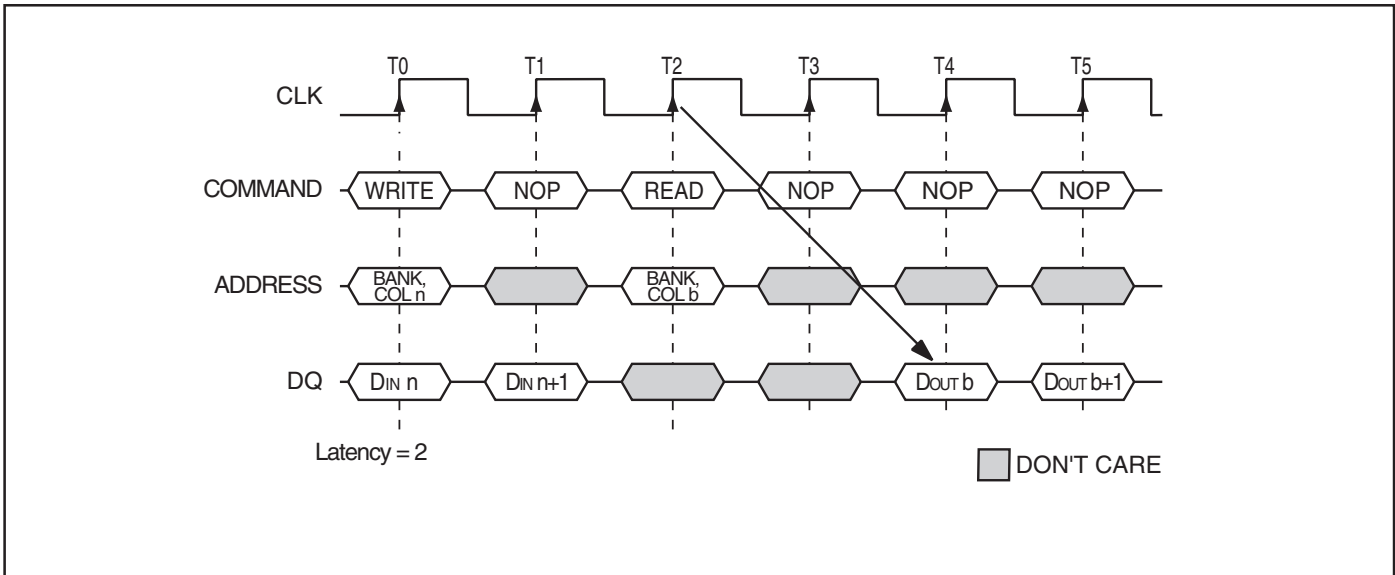 T0 T1 T2 T3 T4 T5
CLK
COMMAND WRITE NOP READ NOP NOP NOP
ADDRESS BANK, COL n BANK, COL b
DQ DIN n DIN n+1 DOUT b DOUT b+1
Latency = 2
DON'T CARE